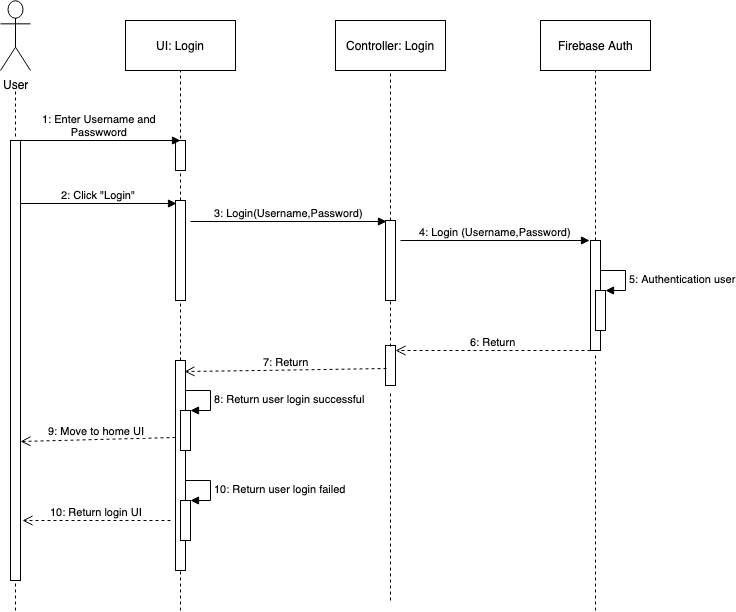 User
UI: Login
Controller: Login
Firebase Auth
1: Enter Username and
Passwword
2: Click "Login"
3: Login(Username,Password)
4: Login (Username,Password)
5: Authentication user
6: Return
7: Return
8: Return user login successful
9: Move to home UI
10: Return user login failed
10: Return login UI